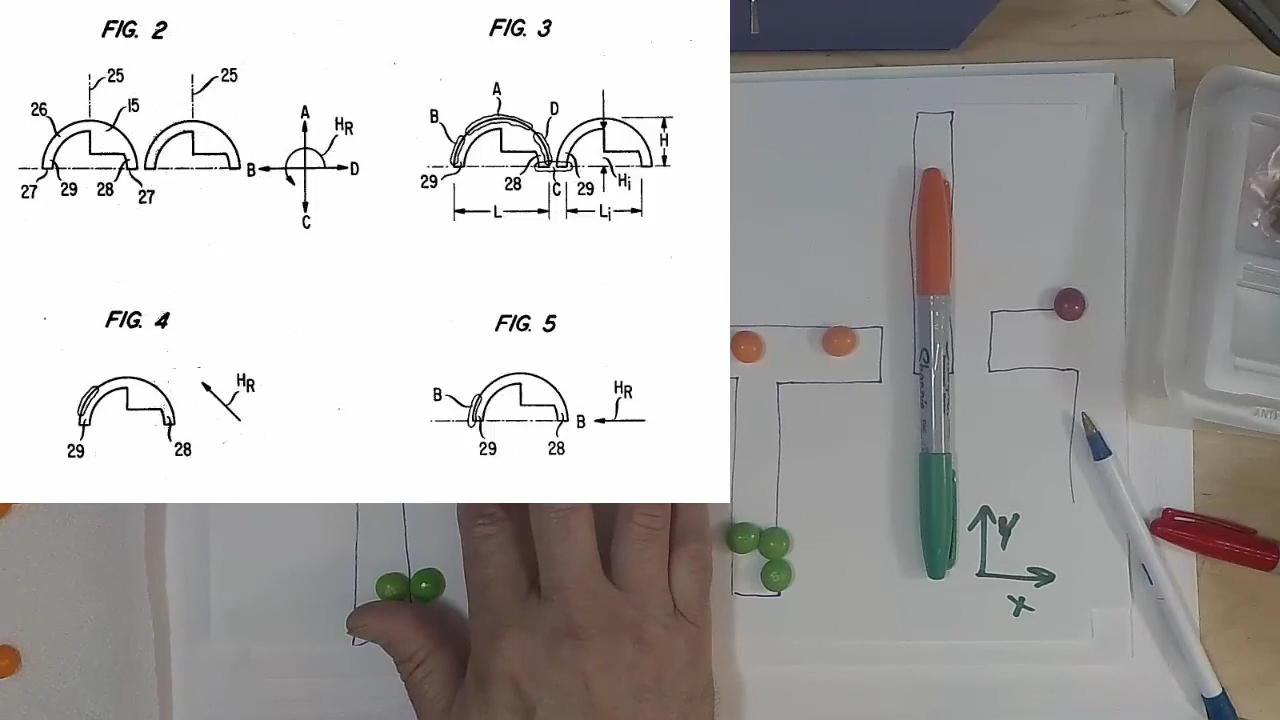 FIG. 2
FIG. 3
25
25
26
15
27
29
28
27
A
HR
B
D
C
A
B
D
H
29
28
C
29
Hi
L
Li
FIG. 4
FIG. 5
HR
29
28
B
B
HR
29
28
y
x